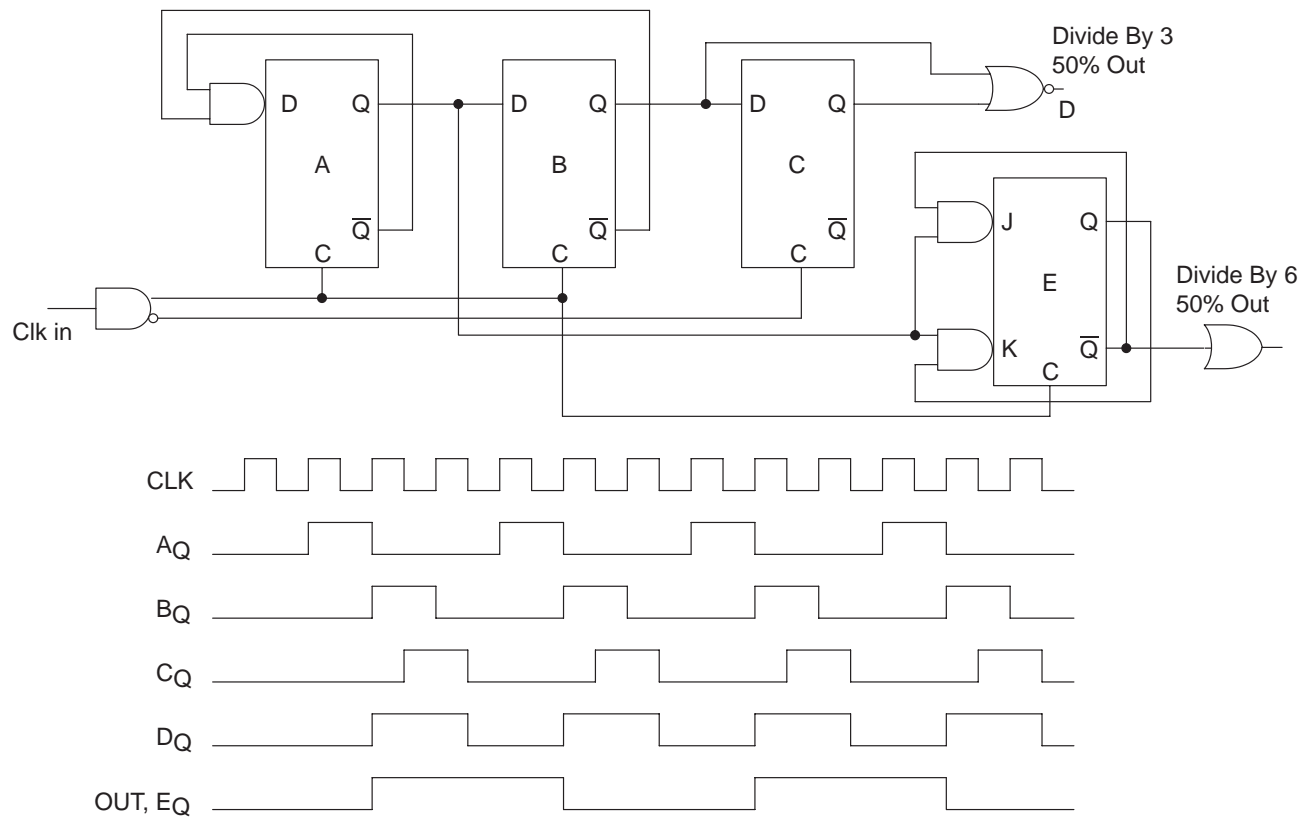 Divide By 3
50% Out
D Q
D Q
D Q
D
A
B
C
Q̅
Q̅
Q̅
C
C
C
J Q
E
K Q̅
C
Divide By 6
50% Out
Clk in
CLK
AQ
BQ
CQ
DQ
OUT, EQ